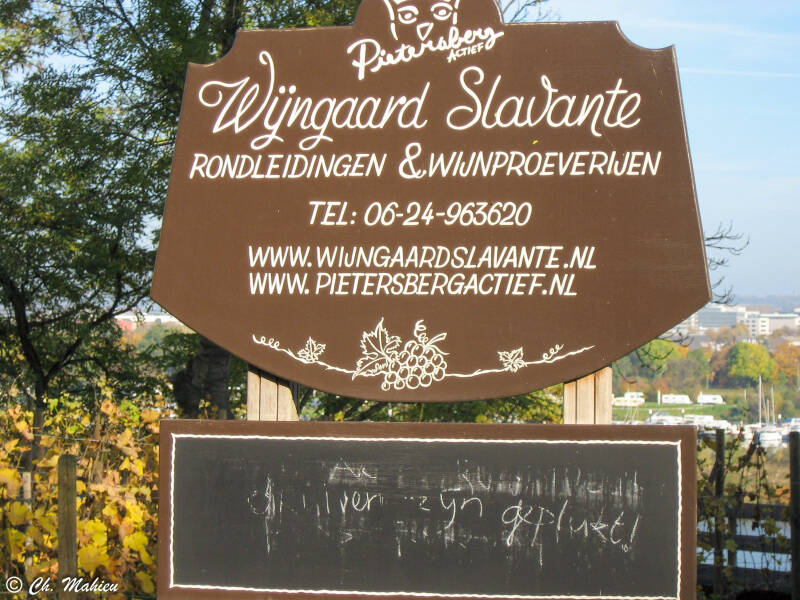 Pietersberg
ACTIEF
Wijngaard Slavante
RONDLEIDINGEN & WIJNPROEVERIJEN
TEL: 06-24-963620
WWW.WIJNGAARDSLAVANTE.NL
WWW.PIETERSBERGACTIEF.NL
druiven zijn geplukt!
© Ch. Mahieu